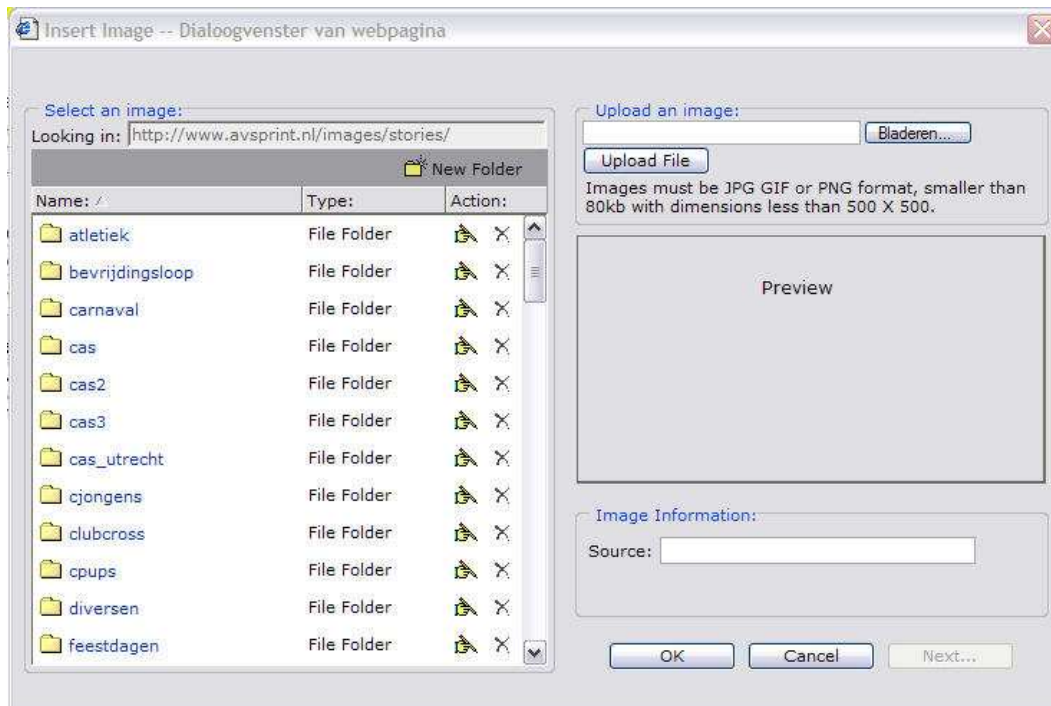 Insert Image -- Dialoogvenster van webpagina
Select an image:
Looking in: http://www.avsprint.nl/images/stories/
New Folder
Name: Type: Action:
atletiek File Folder
bevrijdingsloop File Folder
carnaval File Folder
cas File Folder
cas2 File Folder
cas3 File Folder
cas_utrecht File Folder
cjongens File Folder
clubcross File Folder
cpups File Folder
diversen File Folder
feestdagen File Folder
Upload an image:
Bladeren...
Upload File
Images must be JPG GIF or PNG format, smaller than
80kb with dimensions less than 500 X 500.
Preview
Image Information:
Source:
OK Cancel Next...